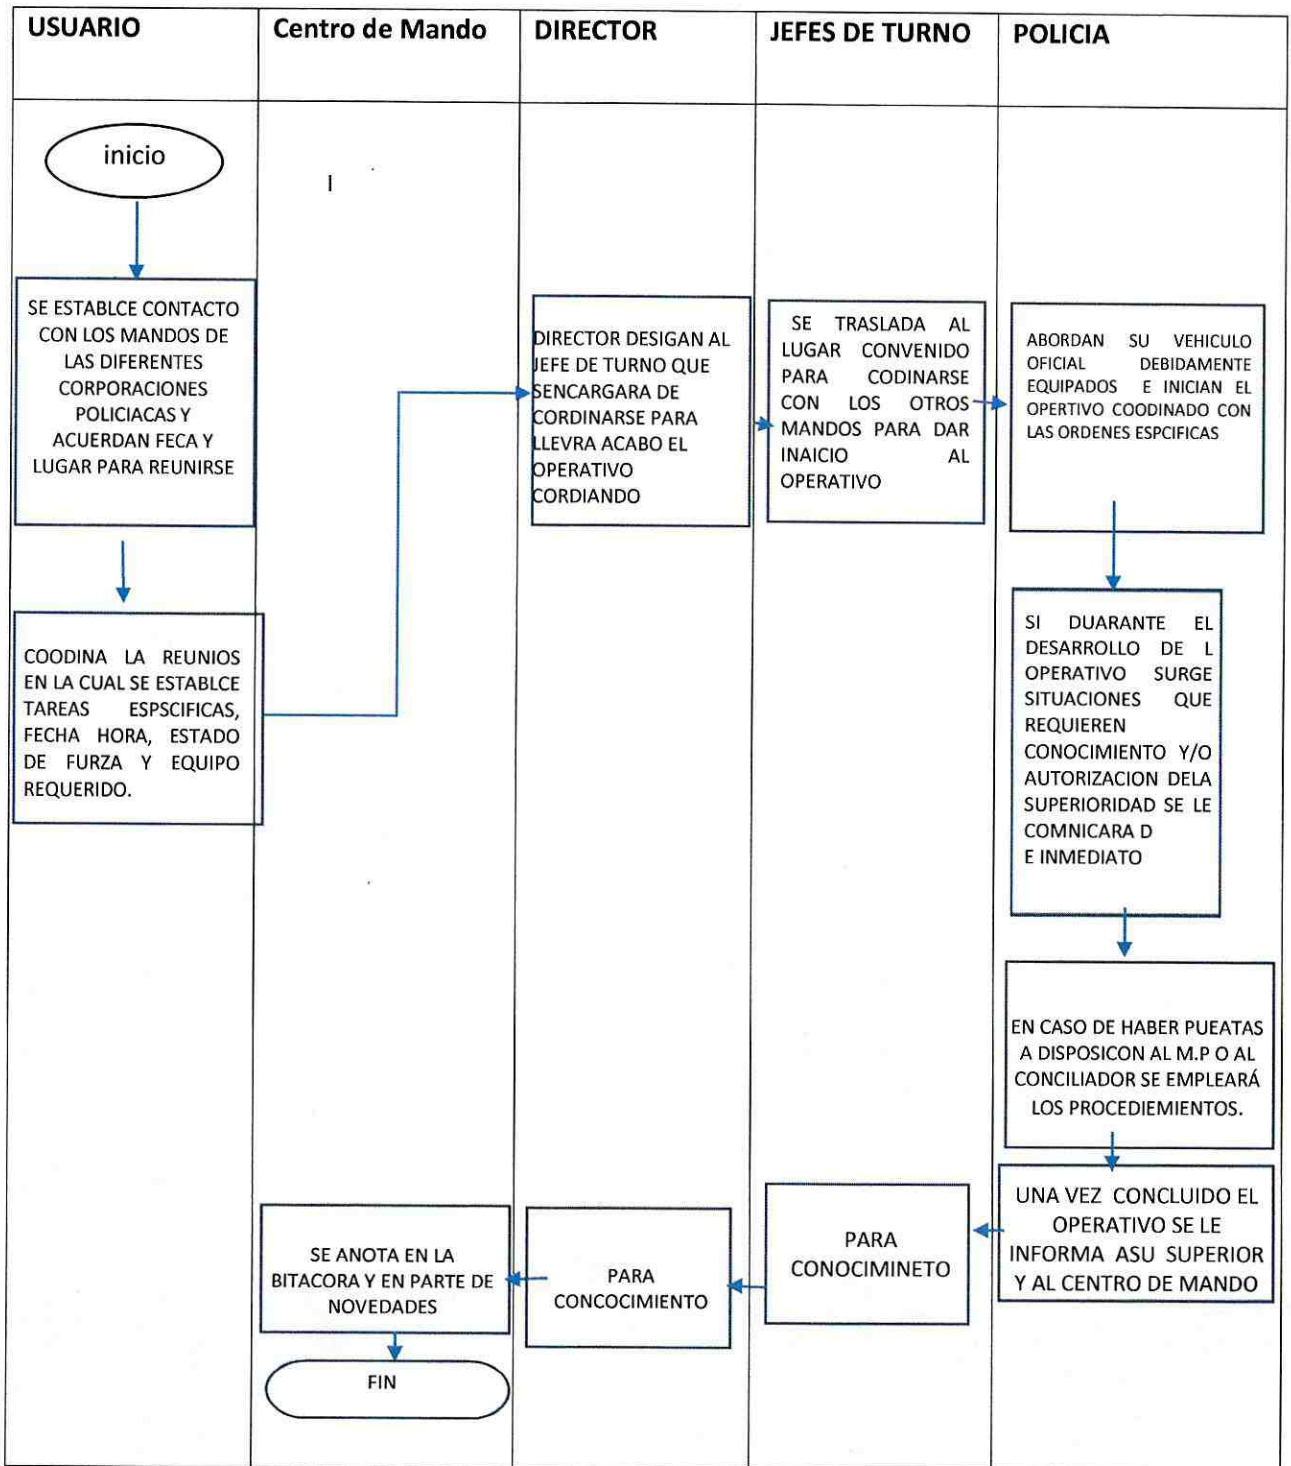 USUARIO
Centro de Mando
DIRECTOR
JEFES DE TURNO
POLICIA
inicio
I
SE ESTABLCE CONTACTO
CON LOS MANDOS DE
LAS DIFERENTES
CORPORACIONES
POLICIACAS Y
ACUERDAN FECA Y
LUGAR PARA REUNIRSE
COODINA LA REUNIOS
EN LA CUAL SE ESTABLCE
TAREAS ESPSCIFICAS,
FECHA HORA, ESTADO
DE FURZA Y EQUIPO
REQUERIDO.
DIRECTOR DESIGAN AL
JEFE DE TURNO QUE
SENCARGARA DE
CORDINARSE PARA
LLEVRA ACABO EL
OPERATIVO
CORDIANDO
SE TRASLADA AL
LUGAR CONVENIDO
PARA CODINARSE
CON LOS OTROS
MANDOS PARA DAR
INAICIO AL
OPERATIVO
ABORDAN SU VEHICULO
OFICIAL DEBIDAMENTE
EQUIPADOS E INICIAN EL
OPERTIVO COODINADO CON
LAS ORDENES ESPCIFICAS
SI DUARANTE EL
DESARROLLO DE L
OPERATIVO SURGE
SITUACIONES QUE
REQUIEREN
CONOCIMIENTO Y/O
AUTORIZACION DELA
SUPERIORIDAD SE LE
COMNICARA D
E INMEDIATO
EN CASO DE HABER PUEATAS
A DISPOSICON AL M.P O AL
CONCILIADOR SE EMPLEARÁ
LOS PROCEDIEMIENTOS.
UNA VEZ CONCLUIDO EL
OPERATIVO SE LE
INFORMA ASU SUPERIOR
Y AL CENTRO DE MANDO
PARA
CONOCIMINETO
PARA
CONCOCIMIENTO
SE ANOTA EN LA
BITACORA Y EN PARTE DE
NOVEDADES
FIN